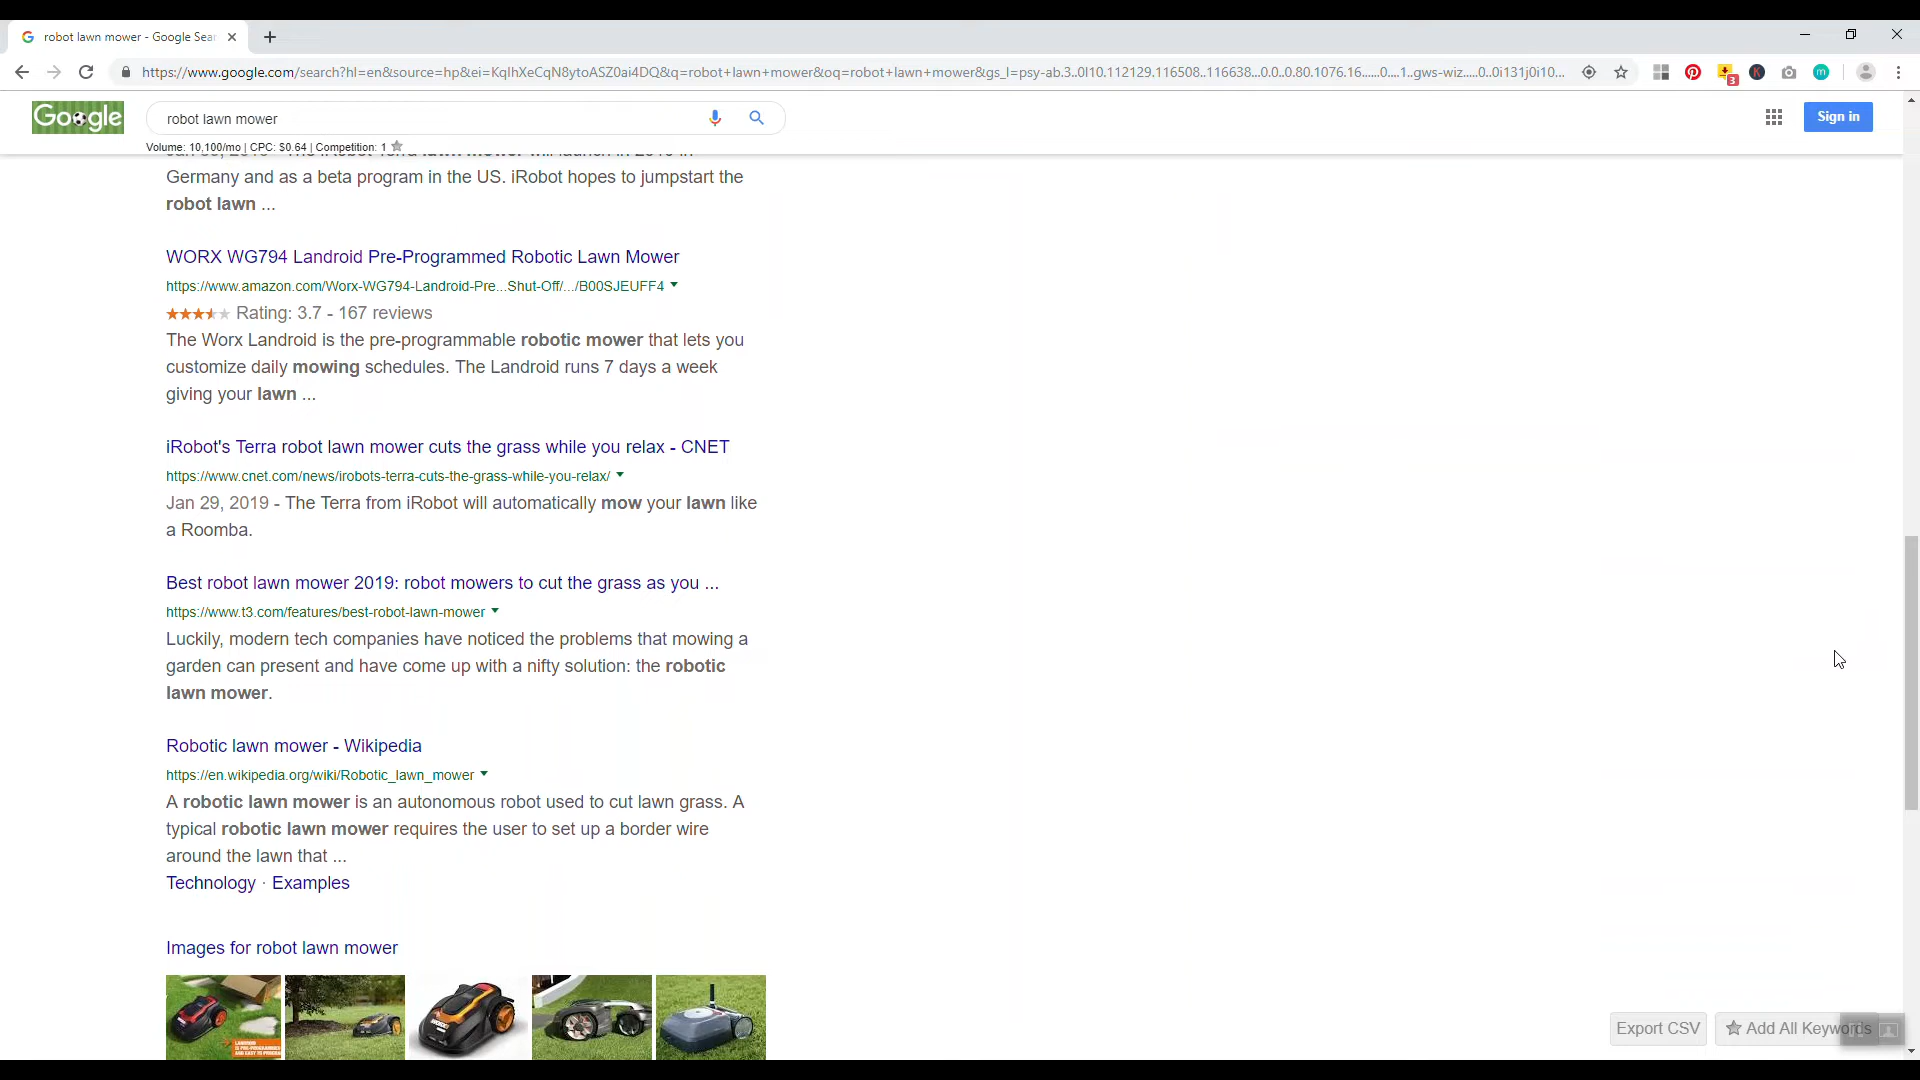 robot lawn mower - Google Sea
https://www.google.com/search?hl=en&source=hp&ei=KqIhXeCqN8ytoASZ0ai4DQ&q=robot+lawn+mower&oq=robot+lawn+mower&gs_l=psy-ab.3..0l10.112129.116508..116638...0.0..0.80.1076.16......0....1..gws-wiz.....0..0i131j0i10...
3
K
m
Google
robot lawn mower
Sign in
Volume: 10,100/mo | CPC: $0.64 | Competition: 1
Germany and as a beta program in the US. iRobot hopes to jumpstart the
robot lawn ...
WORX WG794 Landroid Pre-Programmed Robotic Lawn Mower
https://www.amazon.com/Worx-WG794-Landroid-Pre...Shut-Off/.../B00SJEUFF4
Rating: 3.7 - 167 reviews
The Worx Landroid is the pre-programmable robotic mower that lets you
customize daily mowing schedules. The Landroid runs 7 days a week
giving your lawn ...
iRobot's Terra robot lawn mower cuts the grass while you relax - CNET
https://www.cnet.com/news/irobots-terra-cuts-the-grass-while-you-relax/
Jan 29, 2019 - The Terra from iRobot will automatically mow your lawn like
a Roomba.
Best robot lawn mower 2019: robot mowers to cut the grass as you ...
https://www.t3.com/features/best-robot-lawn-mower
Luckily, modern tech companies have noticed the problems that mowing a
garden can present and have come up with a nifty solution: the robotic
lawn mower.
Robotic lawn mower - Wikipedia
https://en.wikipedia.org/wiki/Robotic_lawn_mower
A robotic lawn mower is an autonomous robot used to cut lawn grass. A
typical robotic lawn mower requires the user to set up a border wire
around the lawn that ...
Technology · Examples
Images for robot lawn mower
Export CSV
Add All Keywords